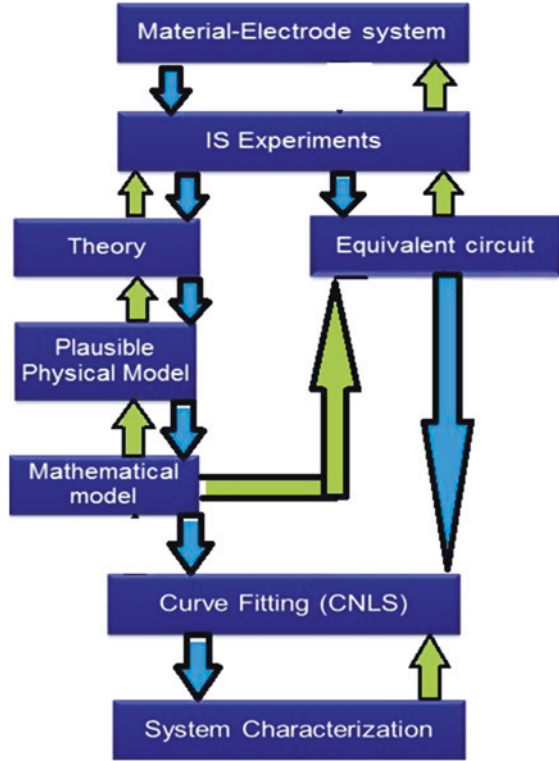 Material-Electrode system
IS Experiments
Theory
Equivalent circuit
Plausible
Physical Model
Mathematical
model
Curve Fitting (CNLS)
System Characterization